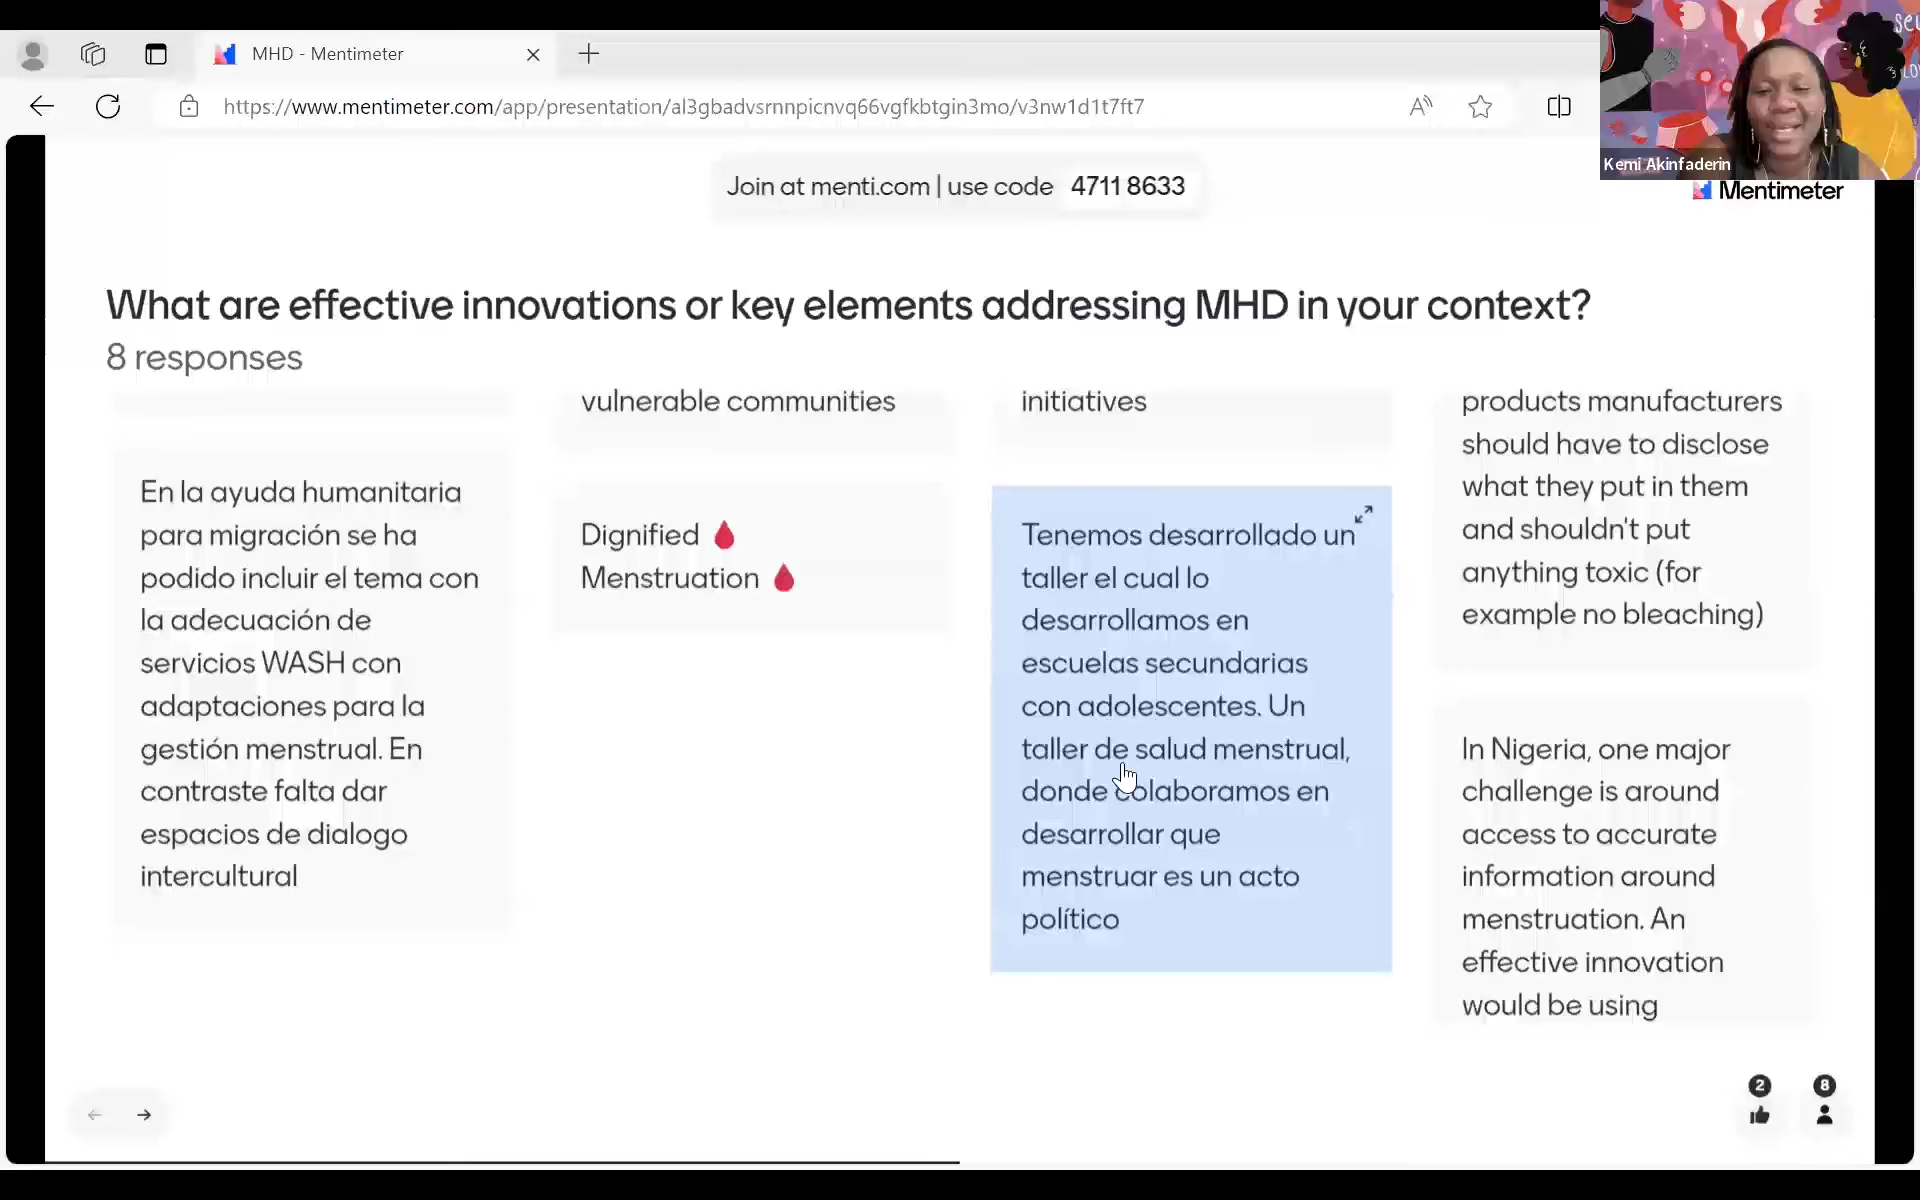 MHD - Mentimeter
https://www.mentimeter.com/app/presentation/al3gbadvsrnnpicnvq66vgfkbtgin3mo/v3nw1d1t7ft7
Kemi Akinfaderin
Join at menti.com | use code 4711 8633
Mentimeter
What are effective innovations or key elements addressing MHD in your context?
8 responses
En la ayuda humanitaria
para migración se ha
podido incluir el tema con
la adecuación de
servicios WASH con
adaptaciones para la
gestión menstrual. En
contraste falta dar
espacios de dialogo
intercultural
vulnerable communities
Dignified 🩸
Menstruation 🩸
initiatives
Tenemos desarrollado un
taller el cual lo
desarrollamos en
escuelas secundarias
con adolescentes. Un
taller de salud menstrual,
donde colaboramos en
desarrollar que
menstruar es un acto
político
products manufacturers
should have to disclose
what they put in them
and shouldn't put
anything toxic (for
example no bleaching)
In Nigeria, one major
challenge is around
access to accurate
information around
menstruation. An
effective innovation
would be using
2
8